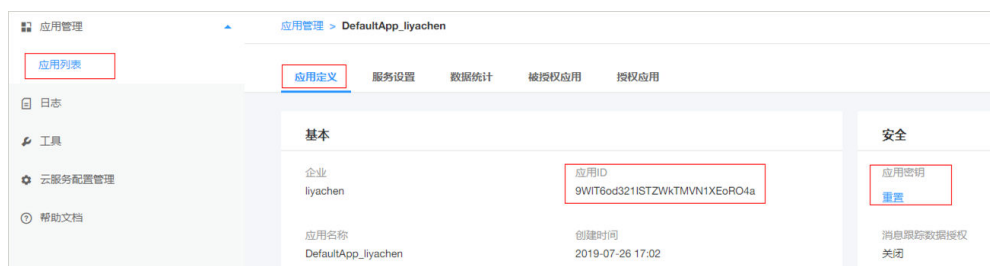 应用管理
应用管理 > DefaultApp_liyachen
应用列表
应用定义 服务设置 数据统计 被授权应用 授权应用
日志
工具
云服务配置管理
帮助文档
基本
企业
liyachen
应用ID
9WIT6od321ISTZWkTMVN1XEoRO4a
应用名称
DefaultApp_liyachen
创建时间
2019-07-26 17:02
安全
应用密钥
重置
消息跟踪数据授权
关闭